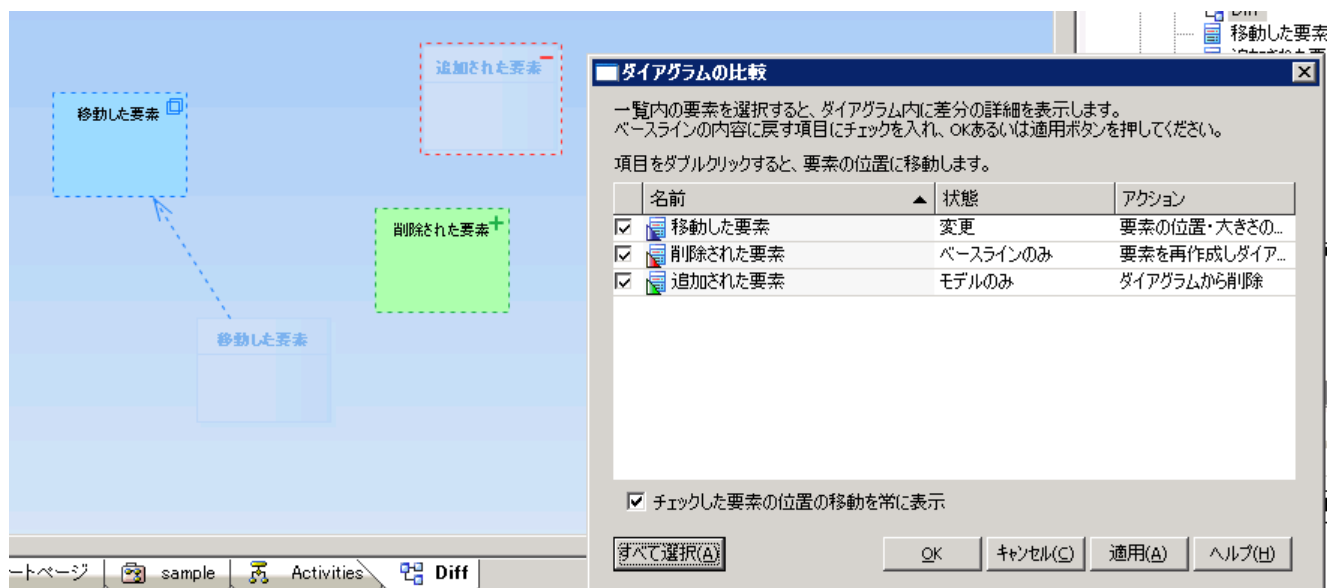 Diff
移動した要素
追加された要素
移動した要素
削除された要素
移動した要素
ートページ
sample
Activities
Diff
ダイアグラムの比較
一覧内の要素を選択すると、ダイアグラム内に差分の詳細を表示します。
ベースラインの内容に戻す項目にチェックを入れ、OKあるいは適用ボタンを押してください。
項目をダブルクリックすると、要素の位置に移動します。
名前 状態 アクション
移動した要素 変更 要素の位置・大きさの...
削除された要素 ベースラインのみ 要素を再作成しダイア...
追加された要素 モデルのみ ダイアグラムから削除
チェックした要素の位置の移動を常に表示
すべて選択(A) OK キャンセル(C) 適用(A) ヘルプ(H)